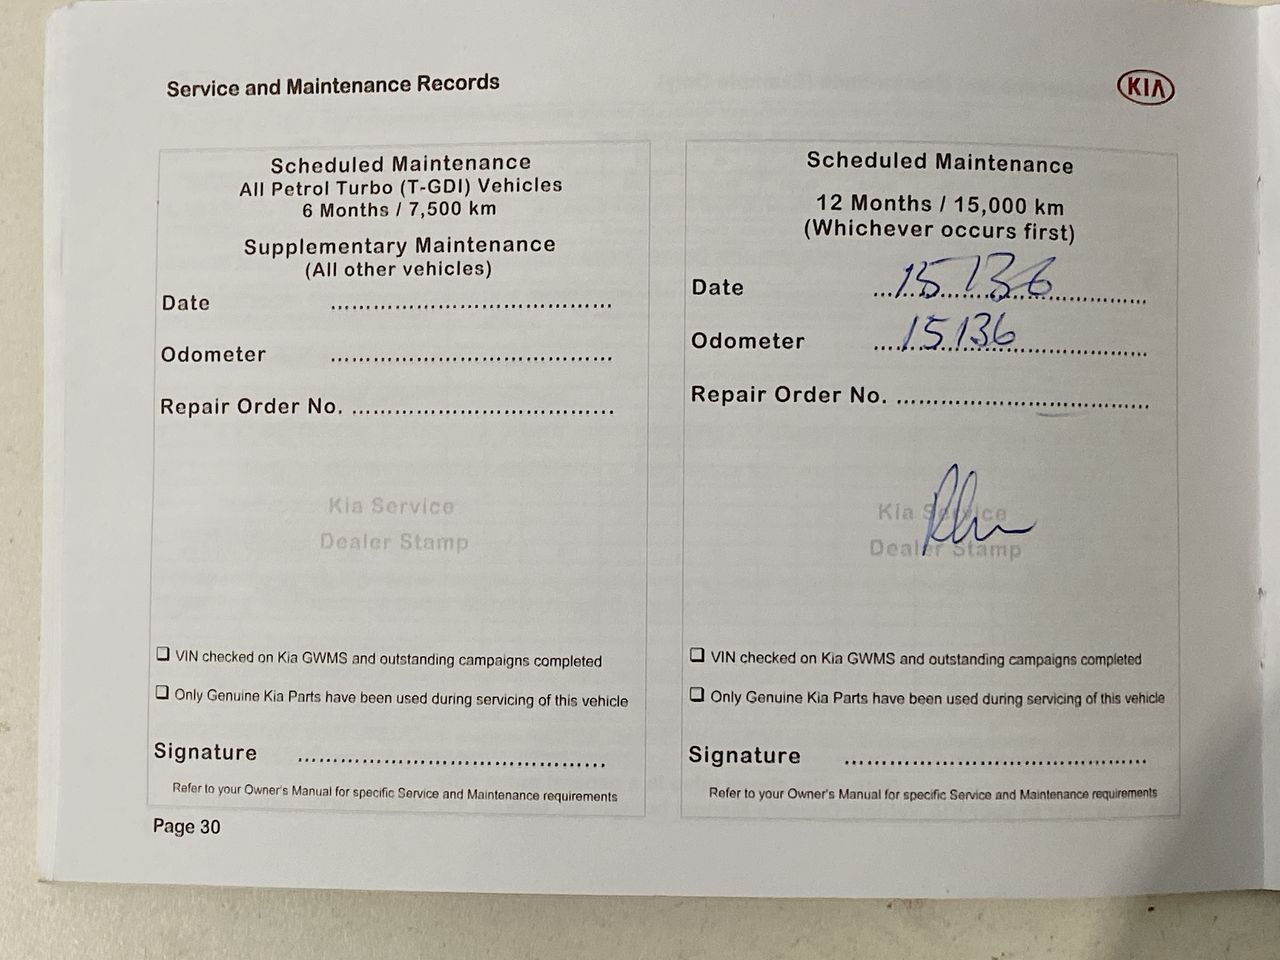 Service and Maintenance Records
KIA
Scheduled Maintenance
All Petrol Turbo (T-GDI) Vehicles
6 Months / 7,500 km
Supplementary Maintenance
(All other vehicles)
Date ........................................
Odometer ........................................
Repair Order No. .....................................
Kia Service
Dealer Stamp
❑ VIN checked on Kia GWMS and outstanding campaigns completed
❑ Only Genuine Kia Parts have been used during servicing of this vehicle
Signature ...........................................
Refer to your Owner's Manual for specific Service and Maintenance requirements
Page 30
Scheduled Maintenance
12 Months / 15,000 km
(Whichever occurs first)
Date 15136
Odometer 15136
Repair Order No. ....................................
Kia Service
Dealer Stamp
❑ VIN checked on Kia GWMS and outstanding campaigns completed
❑ Only Genuine Kia Parts have been used during servicing of this vehicle
Signature ...........................................
Refer to your Owner's Manual for specific Service and Maintenance requirements